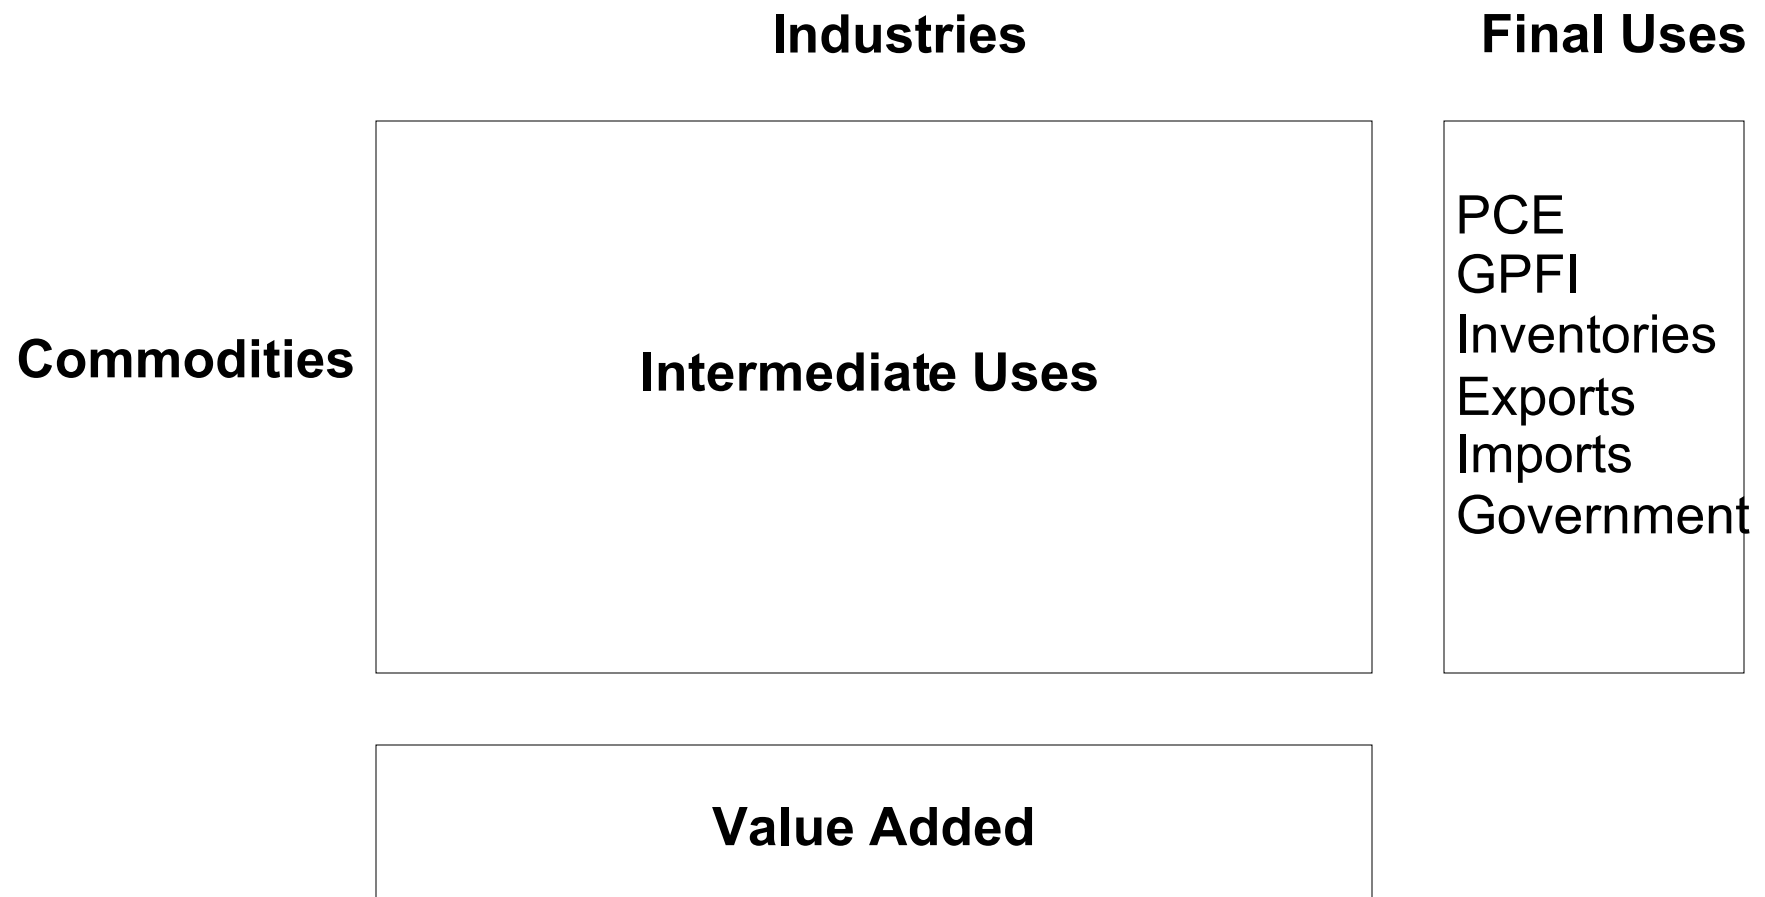 Industries
Final Uses
PCE
GPFI
Inventories
Exports
Imports
Government
Commodities
Intermediate Uses
Value Added